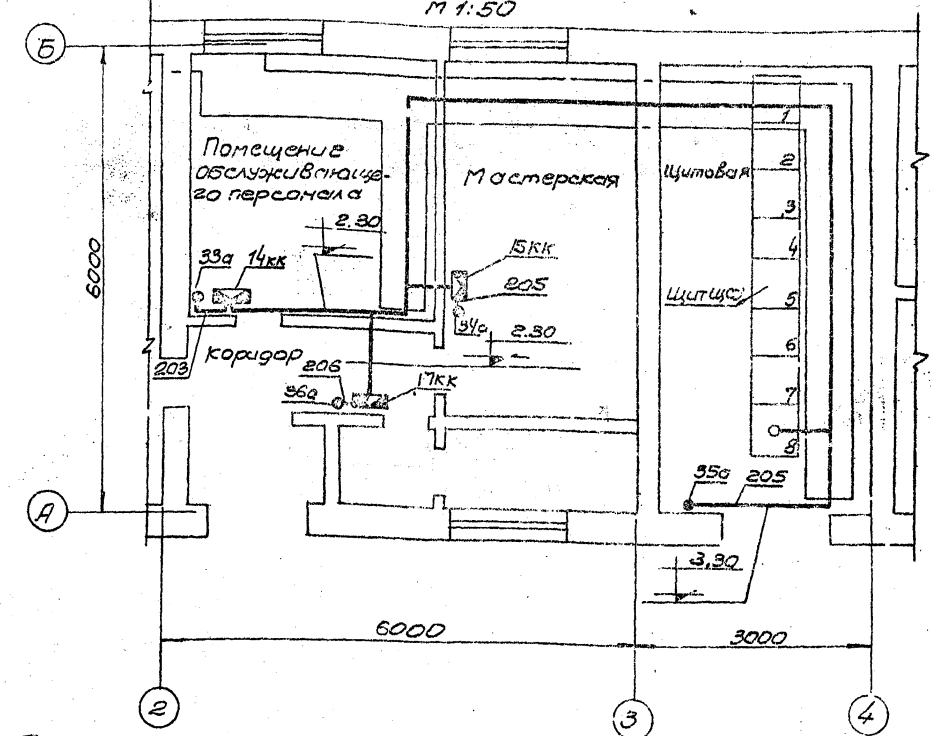 М 1:50
Б
Помещение
обслуживающе-
го персонала
Мастерская
Щитовая
1
2
3
4
5
6
7
8
2.30
33а
14кк
15кк
205
34а
2.30
6000
203
коридор
206
36а
17кк
35а
205
А
3.30
6000
3000
2
3
4